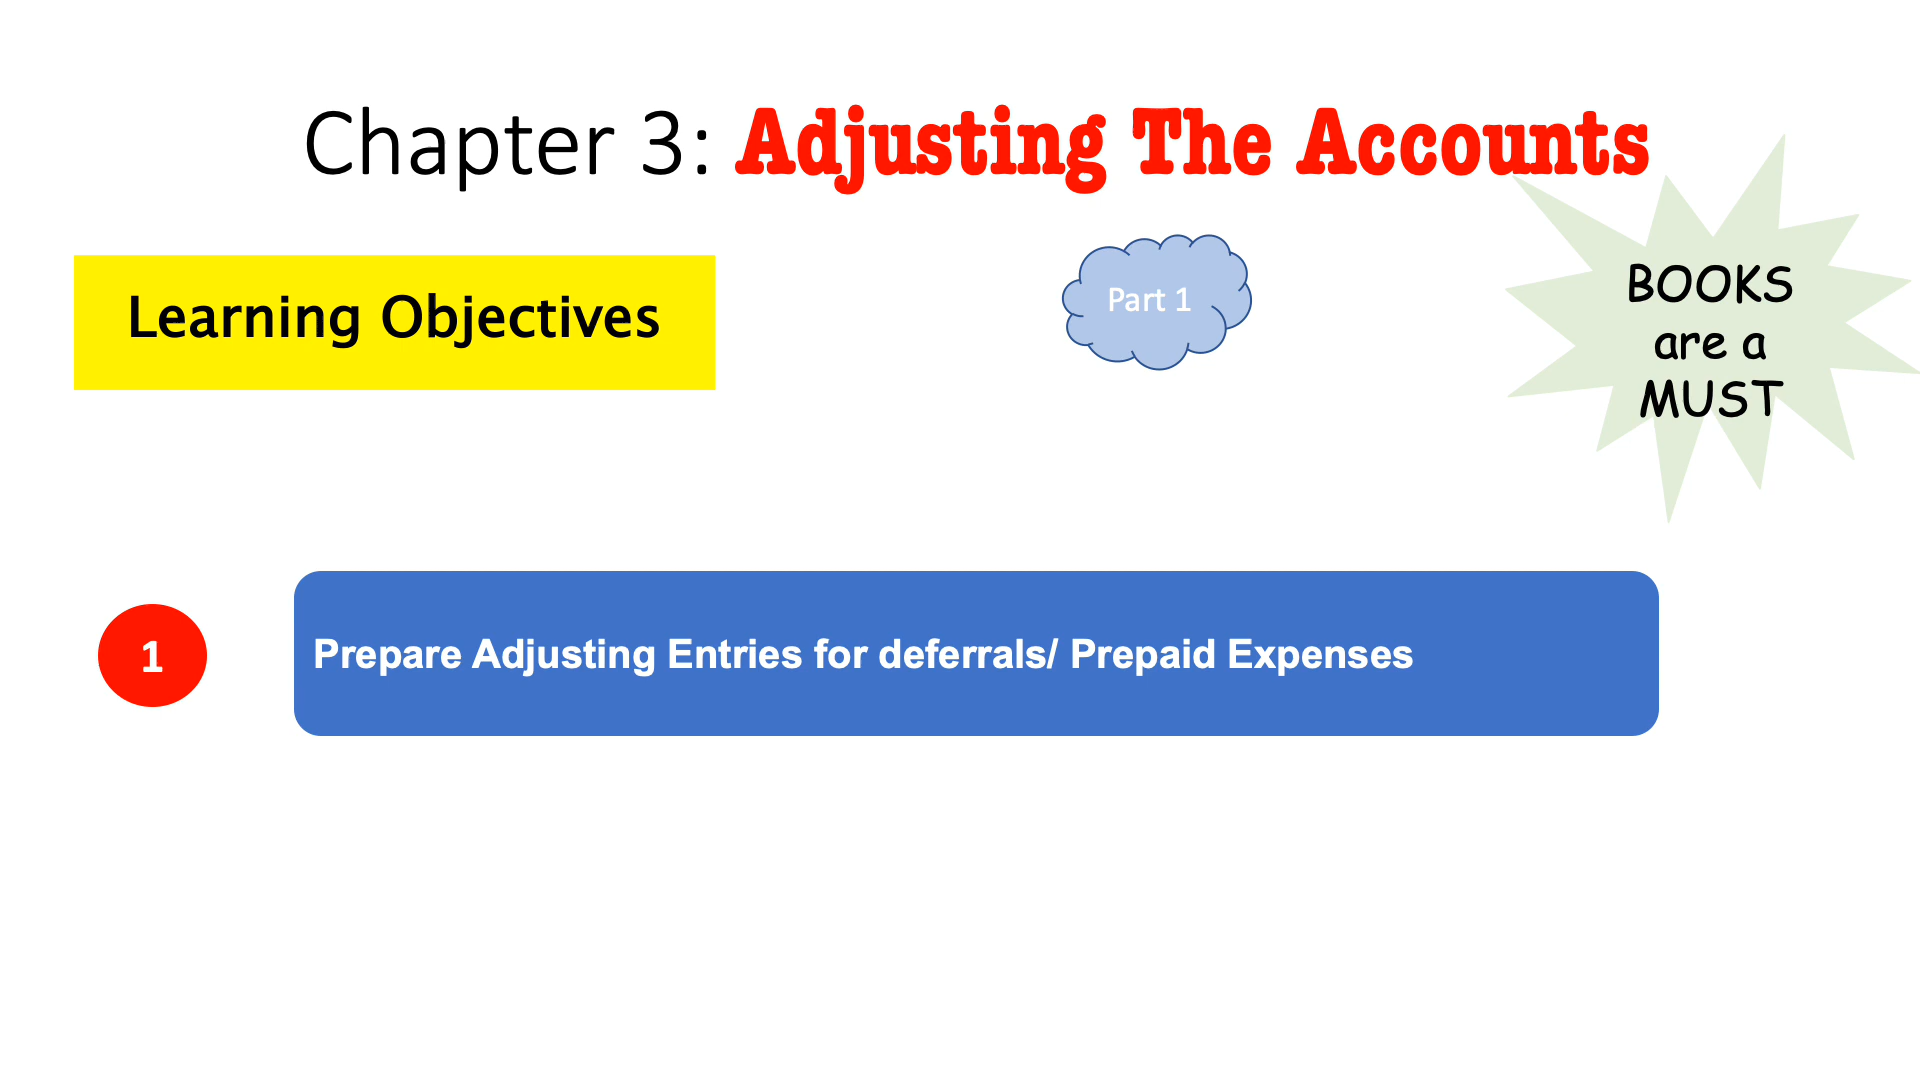 Chapter 3: Adjusting The Accounts
Learning Objectives
Part 1
BOOKS
are a
MUST
1
Prepare Adjusting Entries for deferrals/ Prepaid Expenses